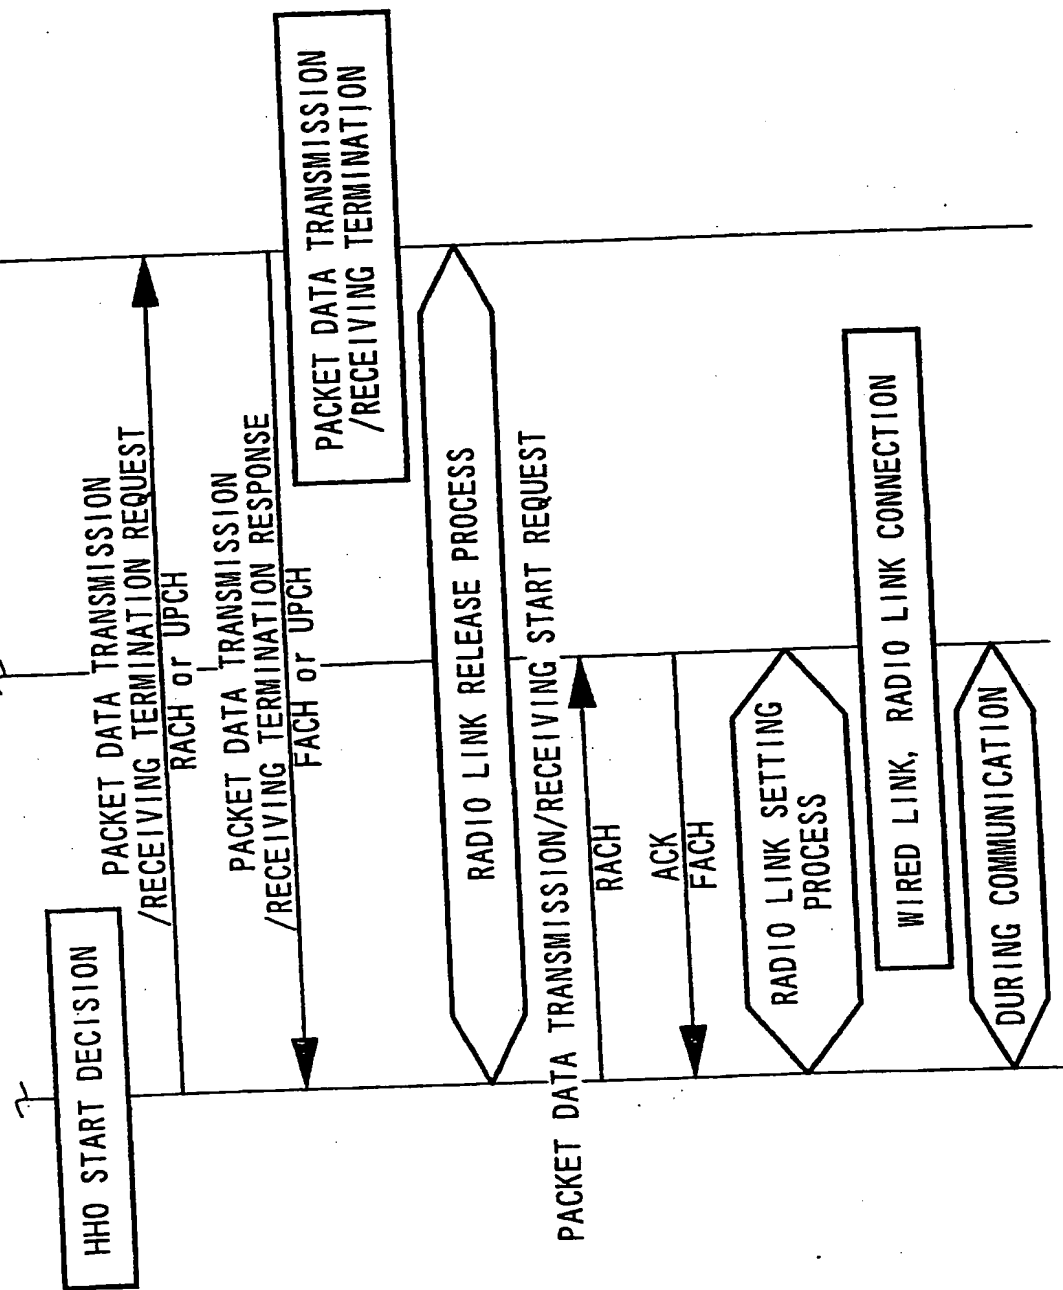 HHO START DECISION
PACKET DATA TRANSMISSION
/RECEIVING TERMINATION REQUEST
RACH or UPCH
PACKET DATA TRANSMISSION
/RECEIVING TERMINATION RESPONSE
FACH or UPCH
PACKET DATA TRANSMISSION
/RECEIVING TERMINATION
RADIO LINK RELEASE PROCESS
PACKET DATA TRANSMISSION/RECEIVING START REQUEST
RACH
ACK
FACH
RADIO LINK SETTING
PROCESS
WIRED LINK, RADIO LINK CONNECTION
DURING COMMUNICATION